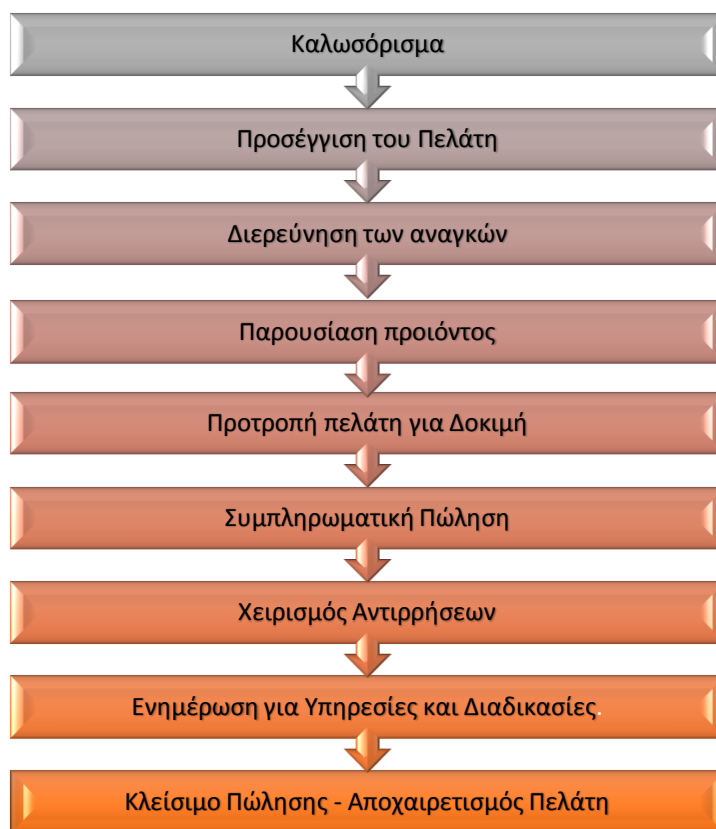 Καλωσόρισμα
Προσέγγιση του Πελάτη
Διερεύνηση των αναγκών
Παρουσίαση προιόντος
Προτροπή πελάτη για Δοκιμή
Συμπληρωματική Πώληση
Χειρισμός Αντιρρήσεων
Ενημέρωση για Υπηρεσίες και Διαδικασίες.
Κλείσιμο Πώλησης - Αποχαιρετισμός Πελάτη